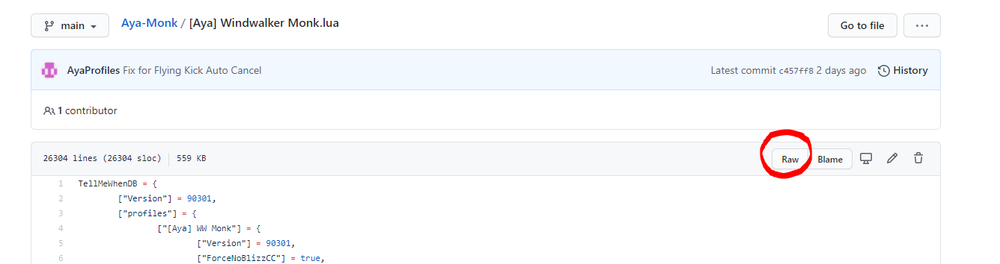 main Aya-Monk / [Aya] Windwalker Monk.lua Go to file ...
AyaProfiles Fix for Flying Kick Auto Cancel Latest commit c457ff8 2 days ago History
1 contributor
26304 lines (26304 sloc) 559 KB Raw Blame
1 TellMeWhenDB = {
2 ["Version"] = 90301,
3 ["profiles"] = {
4 ["[Aya] WW Monk"] = {
5 ["Version"] = 90301,
6 ["ForceNoBlizzCC"] = true,